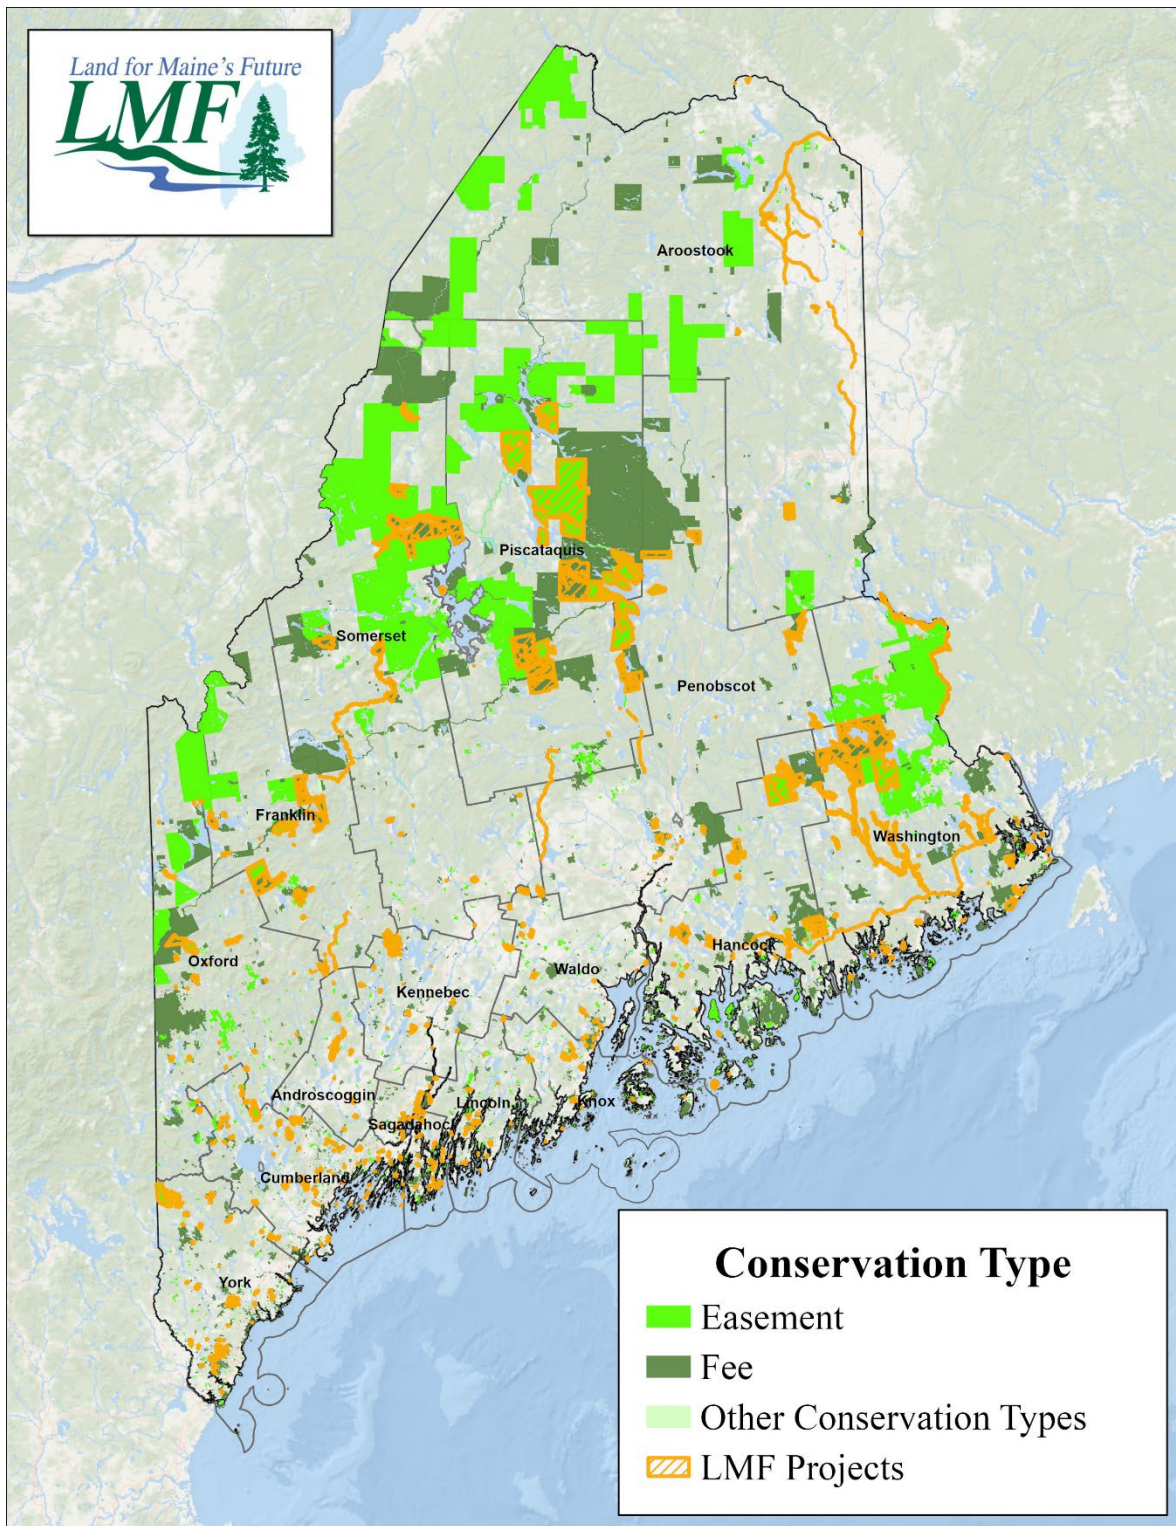 Land for Maine's Future
LMF
Aroostook
Piscataquis
Somerset
Penobscot
Franklin
Washington
Oxford
Hancock
Waldo
Kennebec
Androscoggin
Lincoln
Knox
Sagadahoc
Cumberland
York
Conservation Type
Easement
Fee
Other Conservation Types
LMF Projects